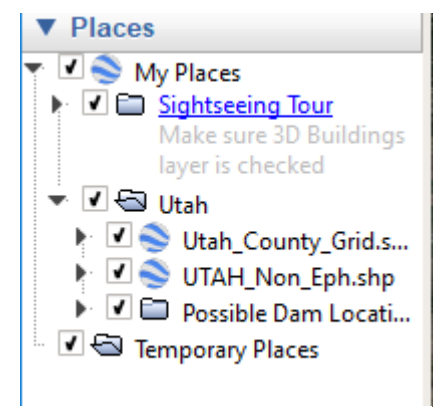 Places
My Places
Sightseeing Tour
Make sure 3D Buildings
layer is checked
Utah
Utah_County_Grid.s...
UTAH_Non_Eph.shp
Possible Dam Locati...
Temporary Places